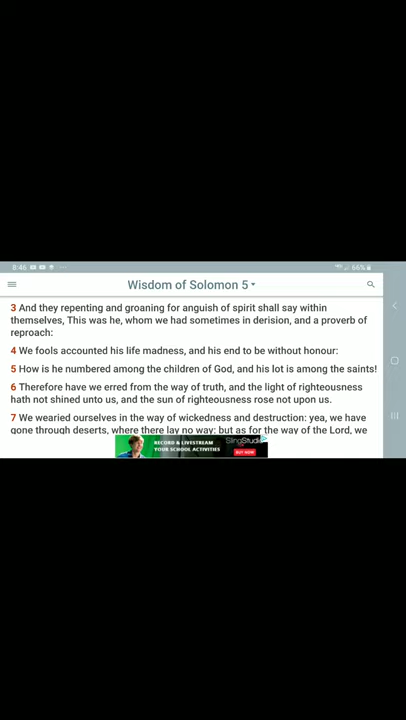 8:46
66%
Wisdom of Solomon 5
3 And they repenting and groaning for anguish of spirit shall say within
themselves, This was he, whom we had sometimes in derision, and a proverb of
reproach:
4 We fools accounted his life madness, and his end to be without honour:
5 How is he numbered among the children of God, and his lot is among the saints!
6 Therefore have we erred from the way of truth, and the light of righteousness
hath not shined unto us, and the sun of righteousness rose not upon us.
7 We wearied ourselves in the way of wickedness and destruction: yea, we have
gone through deserts, where there lay no way: but as for the way of the Lord, we
RECORD & LIVESTREAM
YOUR SCHOOL ACTIVITIES
SlingStudio
BUY NOW